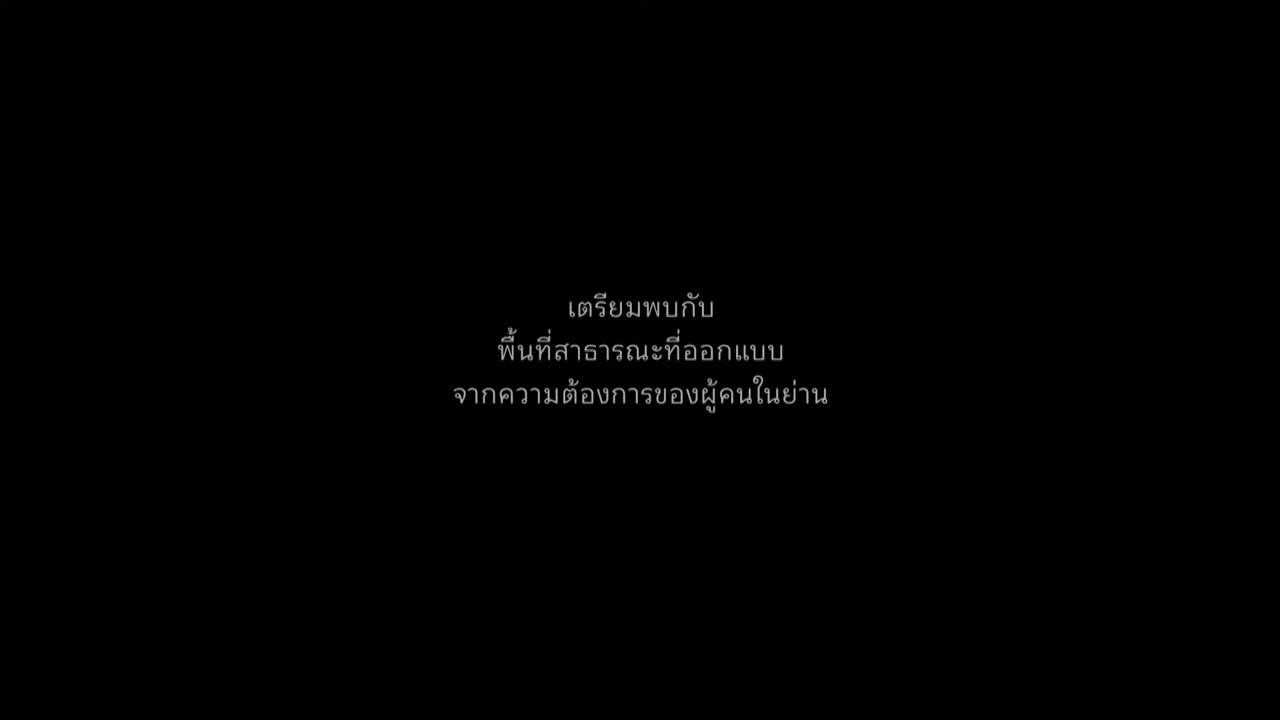 เตรียมพบกับ
พื้นที่สาธารณะที่ออกแบบ
จากความต้องการของผู้คนในย่าน